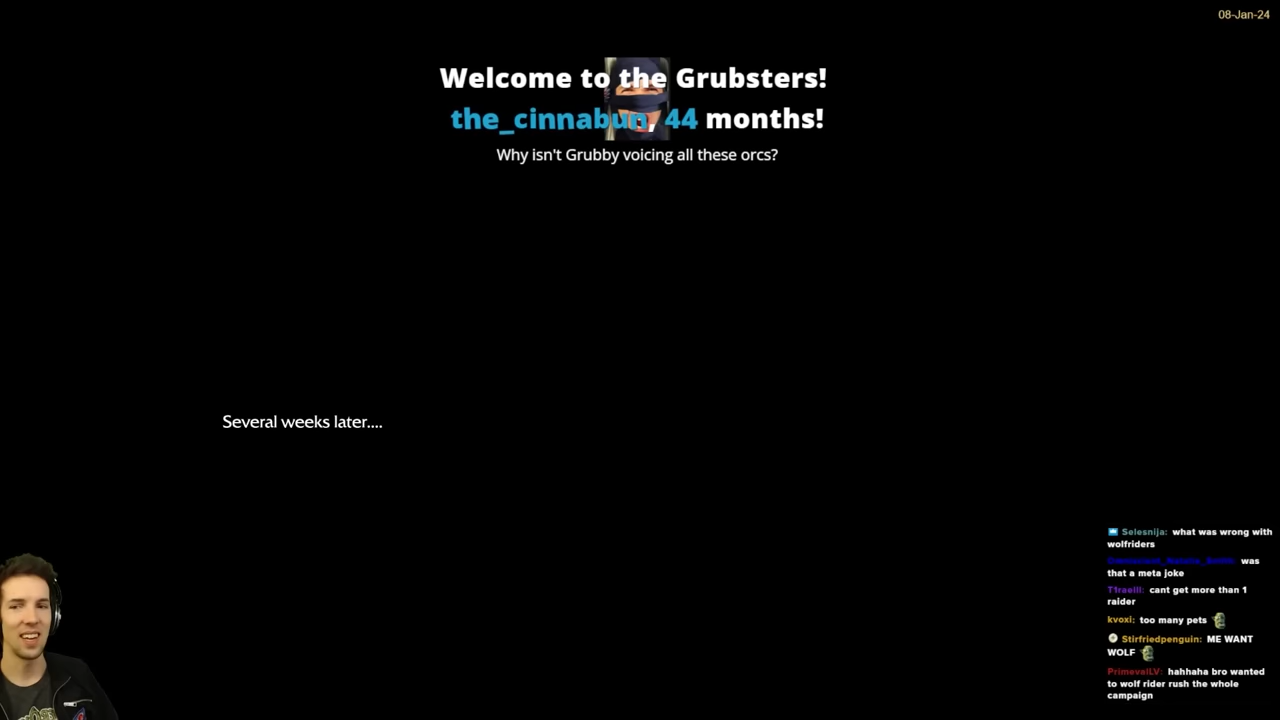 08-Jan-24
Welcome to the Grubsters!
the_cinnabun, 44 months!
Why isn't Grubby voicing all these orcs?
Several weeks later....
Selesnija: what was wrong with
wolfriders
was
that a meta joke
T1raelll: cant get more than 1
raider
kvoxi: too many pets
Stirfriedpenguin: ME WANT
WOLF
PrimevalLV: hahhaha bro wanted
to wolf rider rush the whole
campaign